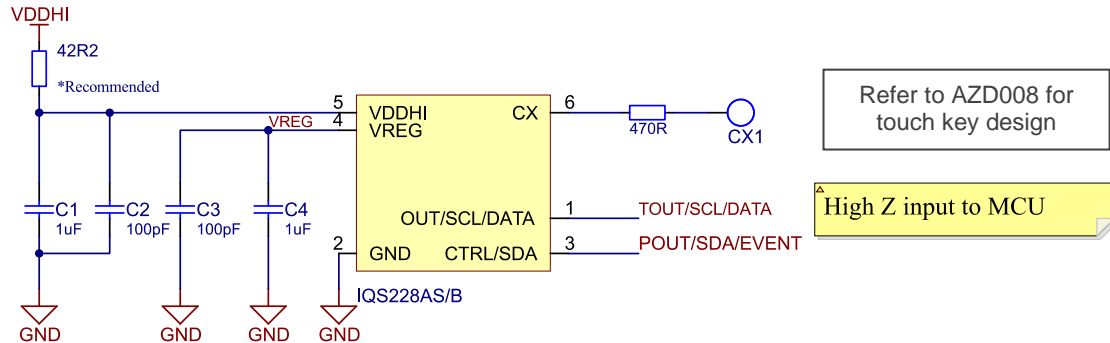 VDDHI
42R2
*Recommended
5
VDDHI
CX
6
VREG
4
VREG
470R
CX1
Refer to AZD008 for
touch key design
C1
1uF
C2
100pF
C3
100pF
C4
1uF
OUT/SCL/DATA
1
TOUT/SCL/DATA
High Z input to MCU
2
GND
CTRL/SDA
3
POUT/SDA/EVENT
IQS228AS/B
GND
GND
GND
GND